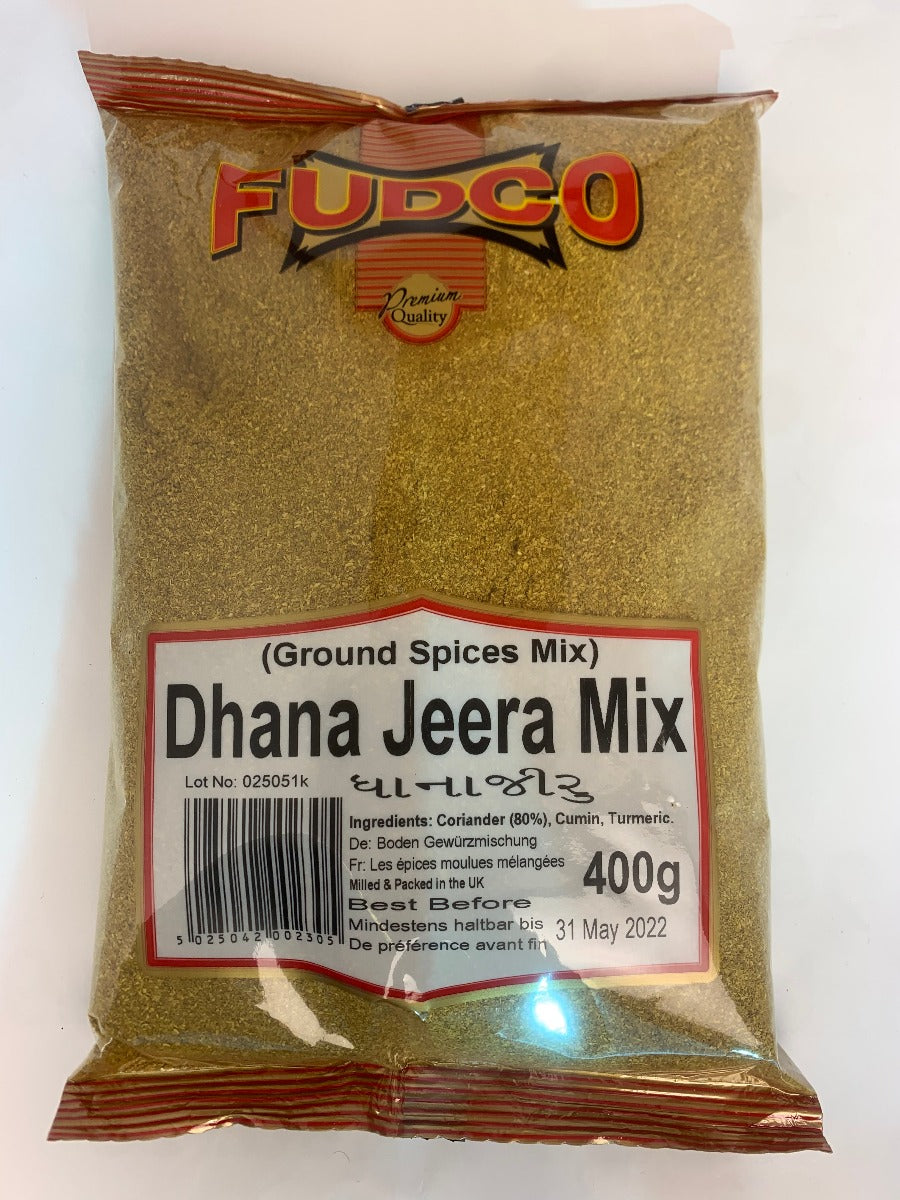 FUDCO
Premium
Quality
(Ground Spices Mix)
Dhana Jeera Mix
Lot No: 025051k
ધાનાજીરુ
Ingredients: Coriander (80%), Cumin, Turmeric.
De: Boden Gewürzmischung
Fr: Les épices moulues mélangées
400g
Milled & Packed in the UK
Best Before
Mindestens haltbar bis
31 May 2022
De préférence avant fin
5 025042 002305